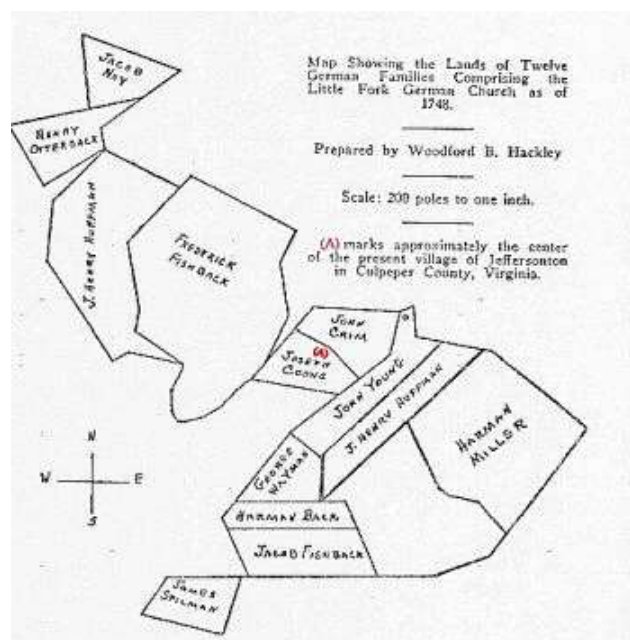 Map Showing the Lands of Twelve
German Families Comprising the
Little Fork German Church as of
1748.
Prepared by Woodford B. Hackley
Scale: 200 poles to one inch.
(A) marks approximately the center
of the present village of Jeffersonton
in Culpeper County, Virginia.
JACOB
NAY
HENRY
OTTERBACK
J. HENRY HUFFMAN
FREDERICK
FISHBACK
JOHN
CRIM
(A)
JOSEPH
COONS
JOHN YOUNG
J. HENRY HUFFMAN
HARMAN
MILLER
GEORGE
WAYMAN
HARMAN BACK
JACOB FISHBACK
JAMES
SPILMAN
N
W E
S